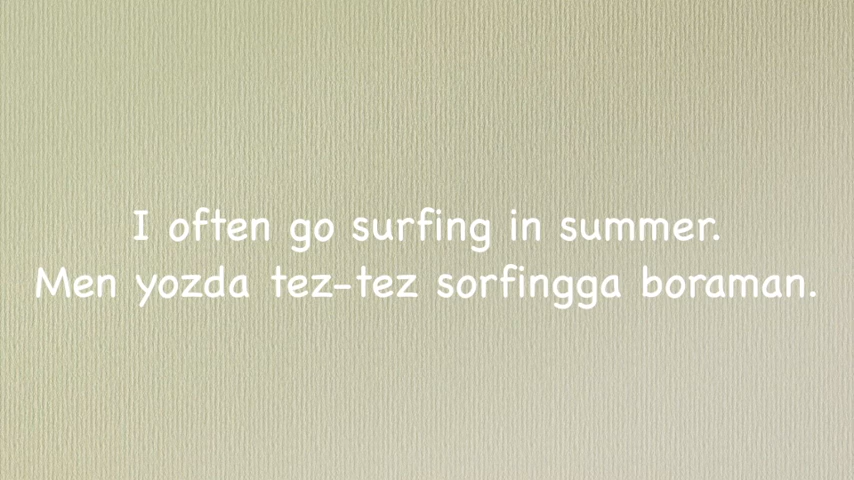 I often go surfing in summer.
Men yozda tez-tez sorfingga boraman.